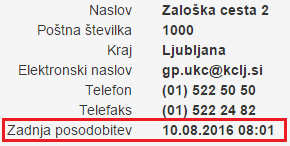 Naslov Zaloška cesta 2
Poštna številka 1000
Kraj Ljubljana
Elektronski naslov gp.ukc@kclj.si
Telefon (01) 522 50 50
Telefaks (01) 522 24 82
Zadnja posodobitev 10.08.2016 08:01